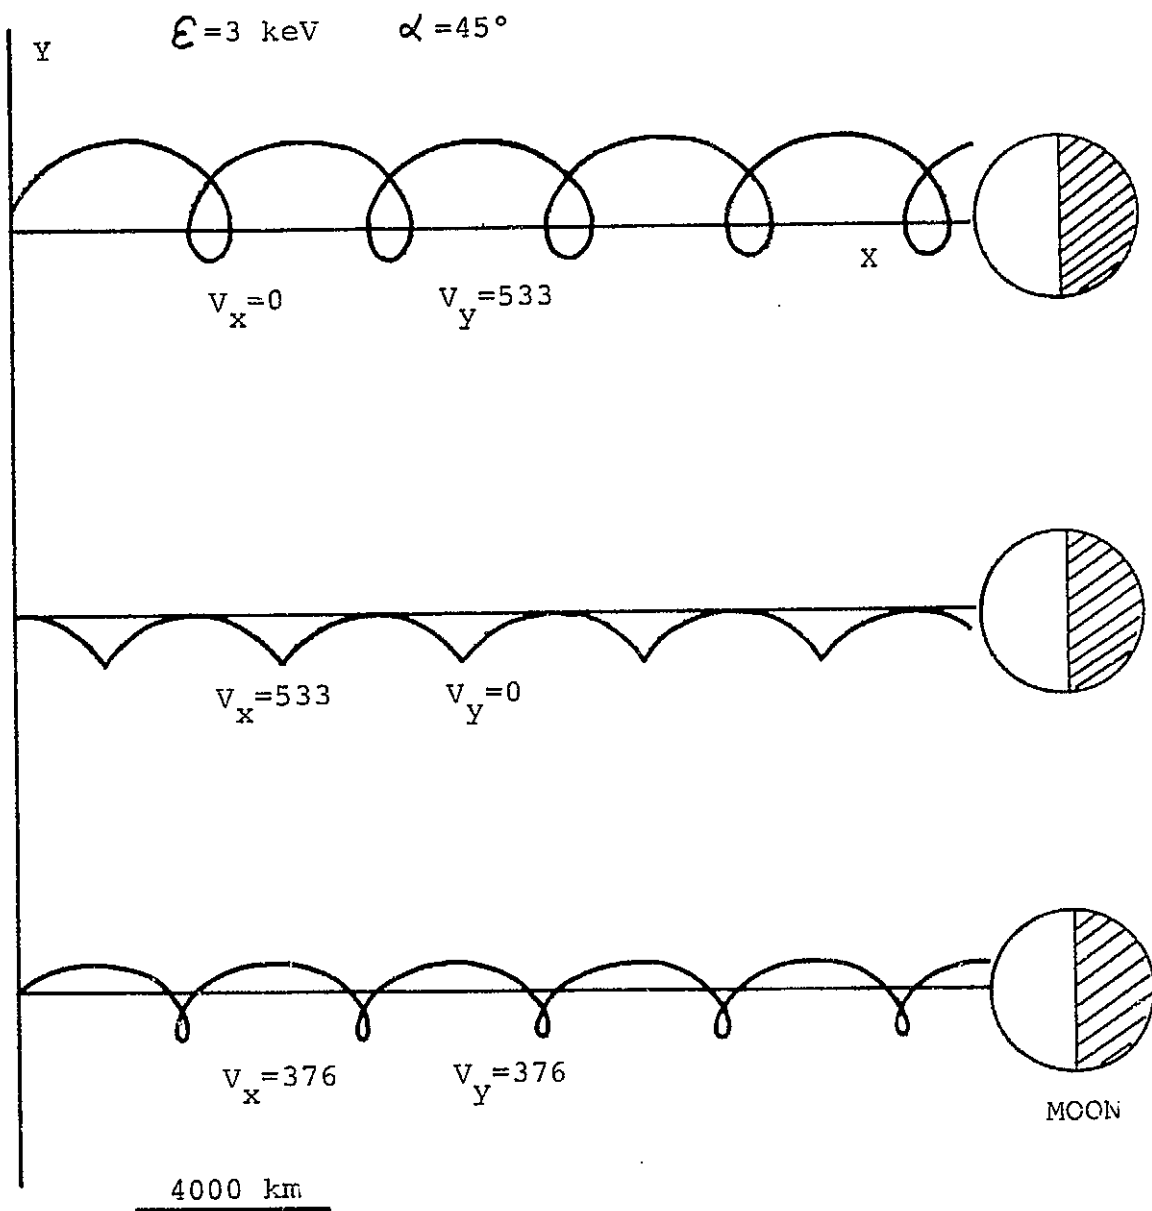 ε=3 keV α=45°
Y
X
V_x=0 V_y=533
V_x=533 V_y=0
V_x=376 V_y=376
MOON
4000 km